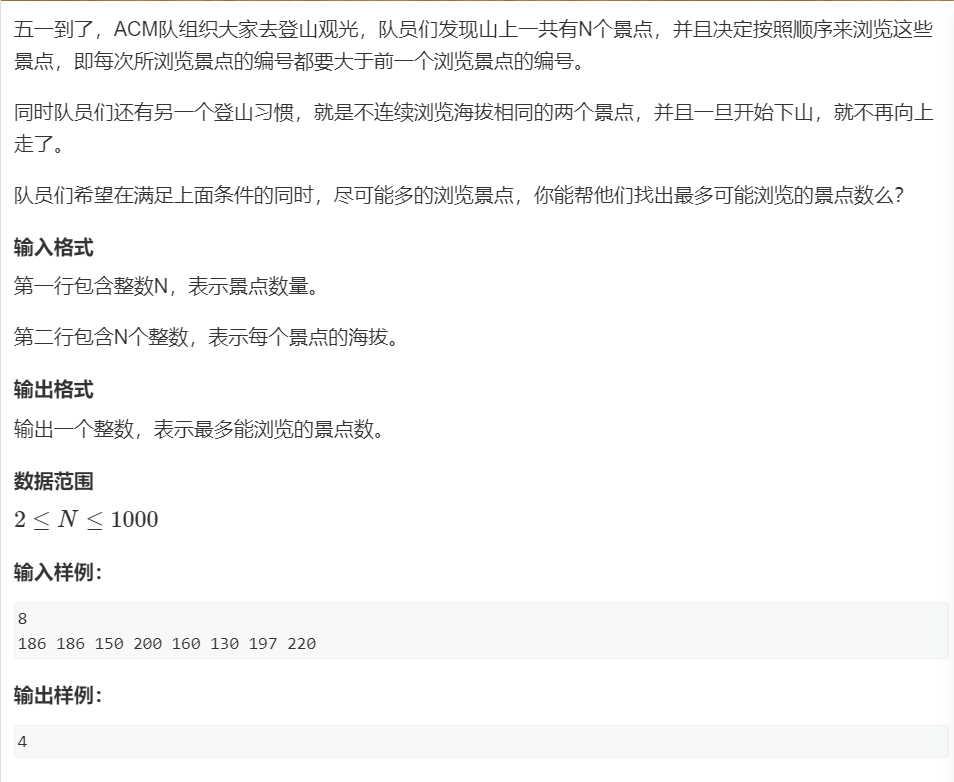 五一到了，ACM队组织大家去登山观光，队员们发现山上一共有N个景点，并且决定按照顺序来浏览这些
景点，即每次所浏览景点的编号都要大于前一个浏览景点的编号。
同时队员们还有另一个登山习惯，就是不连续浏览海拔相同的两个景点，并且一旦开始下山，就不再向上
走了。
队员们希望在满足上面条件的同时，尽可能多的浏览景点，你能帮他们找出最多可能浏览的景点数么？
输入格式
第一行包含整数N，表示景点数量。
第二行包含N个整数，表示每个景点的海拔。
输出格式
输出一个整数，表示最多能浏览的景点数。
数据范围
2 ≤ N ≤ 1000
输入样例：
8
186 186 150 200 160 130 197 220
输出样例：
4